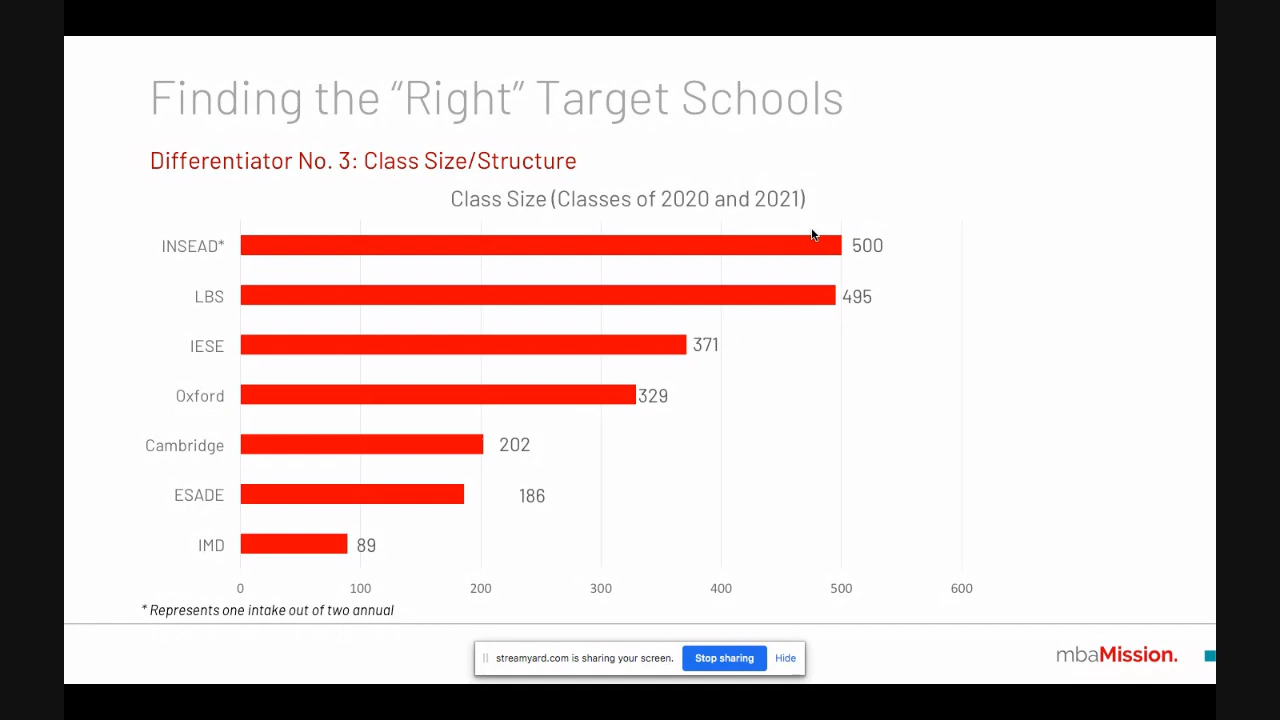 Finding the “Right” Target Schools
Differentiator No. 3: Class Size/Structure
Class Size (Classes of 2020 and 2021)
INSEAD* 500
LBS 495
IESE 371
Oxford 329
Cambridge 202
ESADE 186
IMD 89
0 100 200 300 400 500 600
* Represents one intake out of two annual
streamyard.com is sharing your screen. Stop sharing Hide
mbaMission.